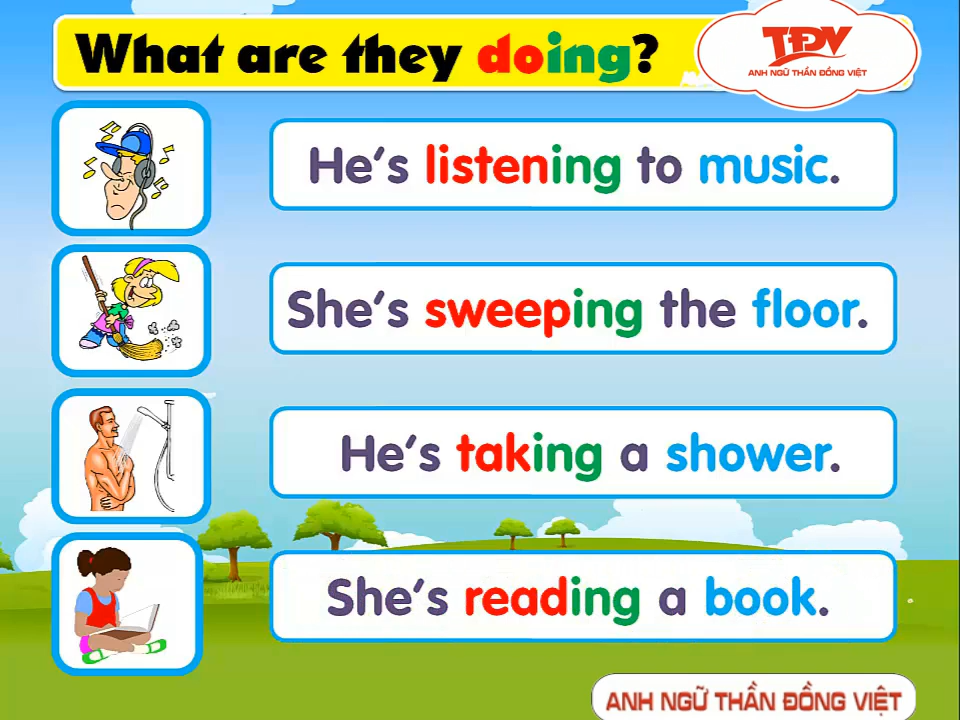 What are they doing?
TĐV
ANH NGỮ THẦN ĐỒNG VIỆT
He's listening to music.
She's sweeping the floor.
He's taking a shower.
She's reading a book.
ANH NGỮ THẦN ĐỒNG VIỆT